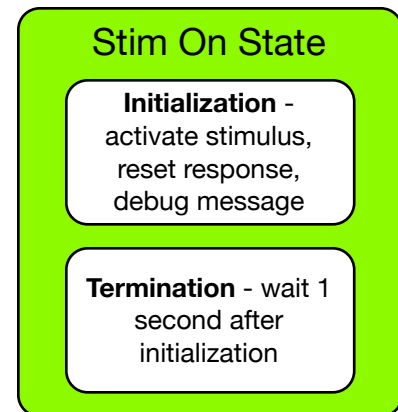 Stim On State
Initialization -
activate stimulus,
reset response,
debug message
Termination - wait 1
second after
initialization